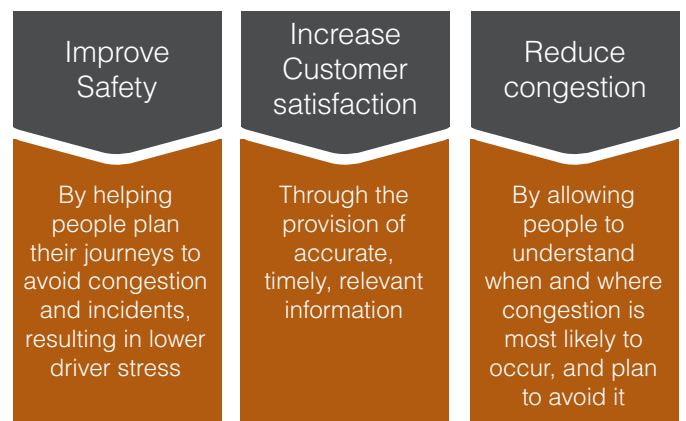 Improve
Safety
By helping
people plan
their journeys to
avoid congestion
and incidents,
resulting in lower
driver stress
Increase
Customer
satisfaction
Through the
provision of
accurate,
timely, relevant
information
Reduce
congestion
By allowing
people to
understand
when and where
congestion is
most likely to
occur, and plan
to avoid it